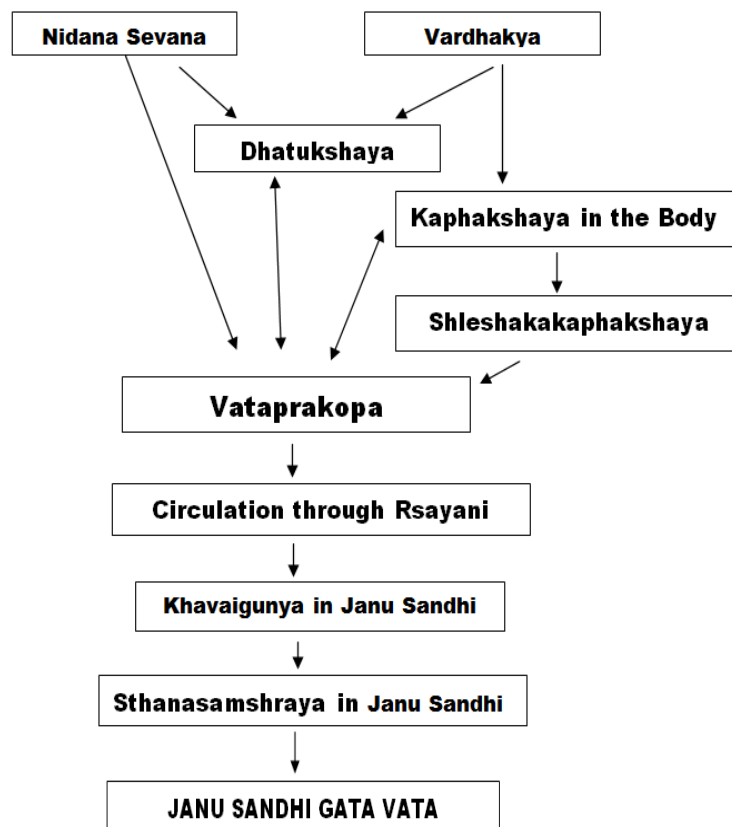 Nidana Sevana
Vardhakya
Dhatukshaya
Kaphakshaya in the Body
Shleshakakaphakshaya
Vataprakopa
Circulation through Rsayani
Khavaigunya in Janu Sandhi
Sthanasamshraya in Janu Sandhi
JANU SANDHI GATA VATA